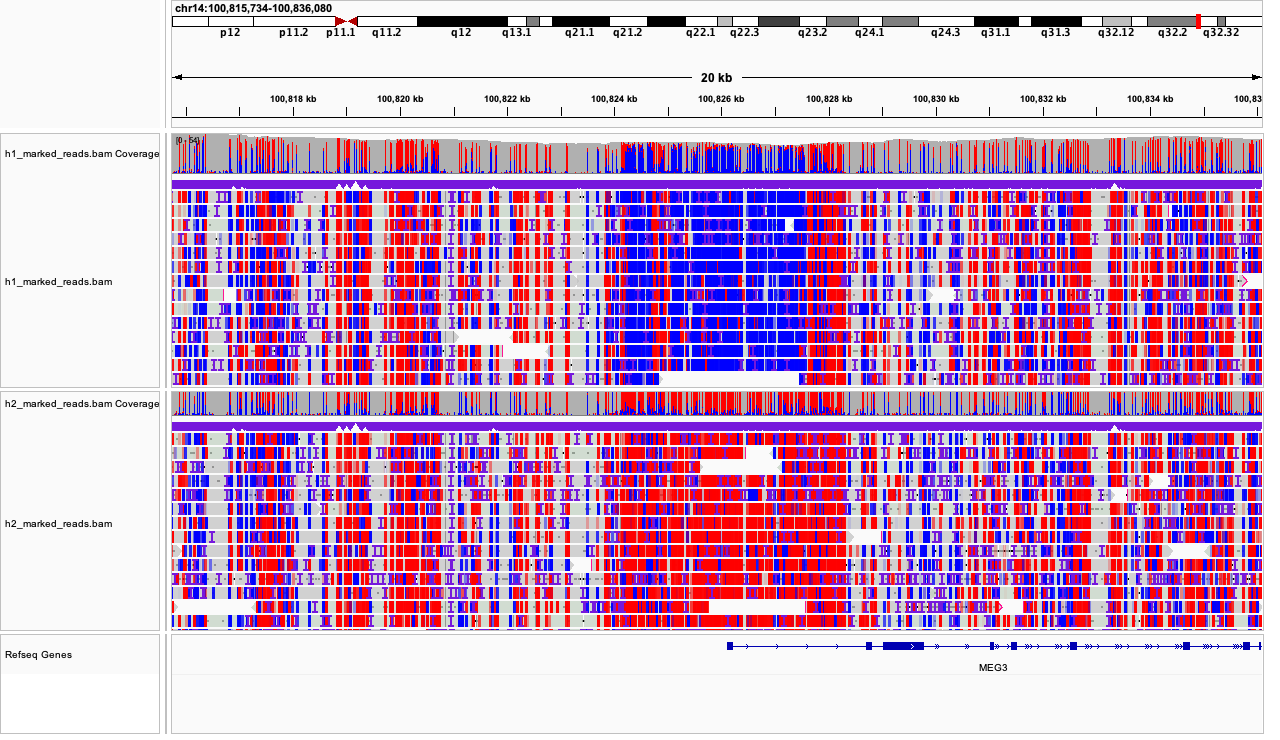 chr14:100,815,734-100,836,080
p12 p11.2 p11.1 q11.2 q12 q13.1 q21.1 q21.2 q22.1 q22.3 q23.2 q24.1 q24.3 q31.1 q31.3 q32.12 q32.2 q32.32
20 kb
100,818 kb 100,820 kb 100,822 kb 100,824 kb 100,826 kb 100,828 kb 100,830 kb 100,832 kb 100,834 kb 100,83
h1_marked_reads.bam Coverage
[0 - 54]
h1_marked_reads.bam
h2_marked_reads.bam Coverage
h2_marked_reads.bam
Refseq Genes
MEG3